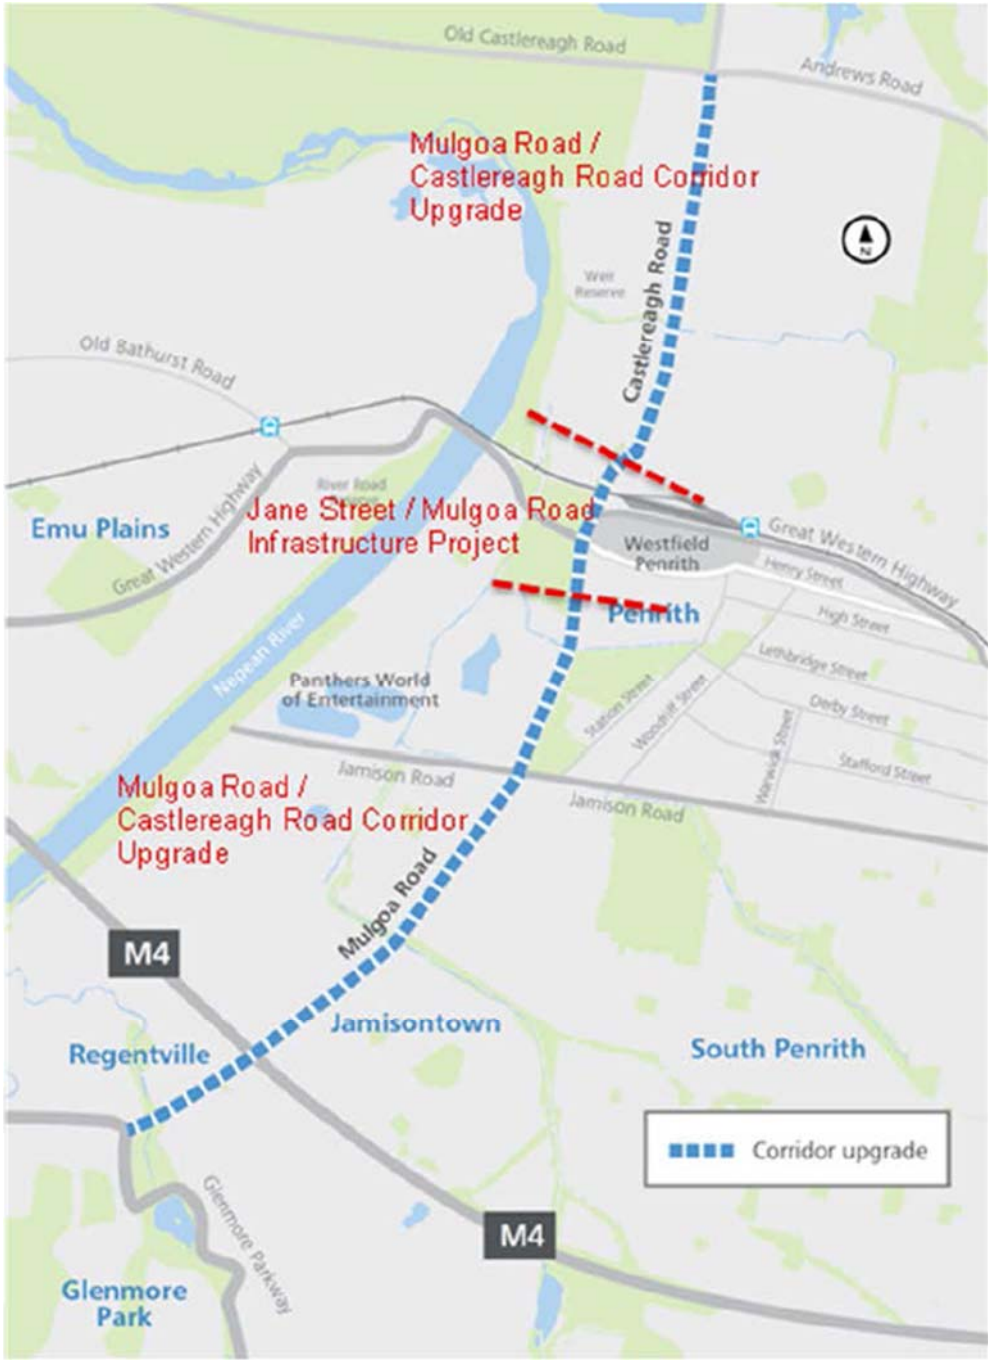 Old Castlereagh Road
Andrews Road
Mulgoa Road /
Castlereagh Road Corridor
Upgrade
N
Castlereagh Road
Weir
Reserve
Old Bathurst Road
River Road
Emu Plains
Great Western Highway
Jane Street / Mulgoa Road
Infrastructure Project
Westfield
Penrith
Great Western Highway
Henry Street
Penrith
High Street
Nepean River
Lethbridge Street
Panthers World
of Entertainment
Station Street
Woodriff Street
Derby Street
Warwick Street
Stafford Street
Jamison Road
Jamison Road
Mulgoa Road /
Castlereagh Road Corridor
Upgrade
Mulgoa Road
M4
Jamisontown
Regentville
South Penrith
Corridor upgrade
Glenmore Parkway
M4
Glenmore
Park